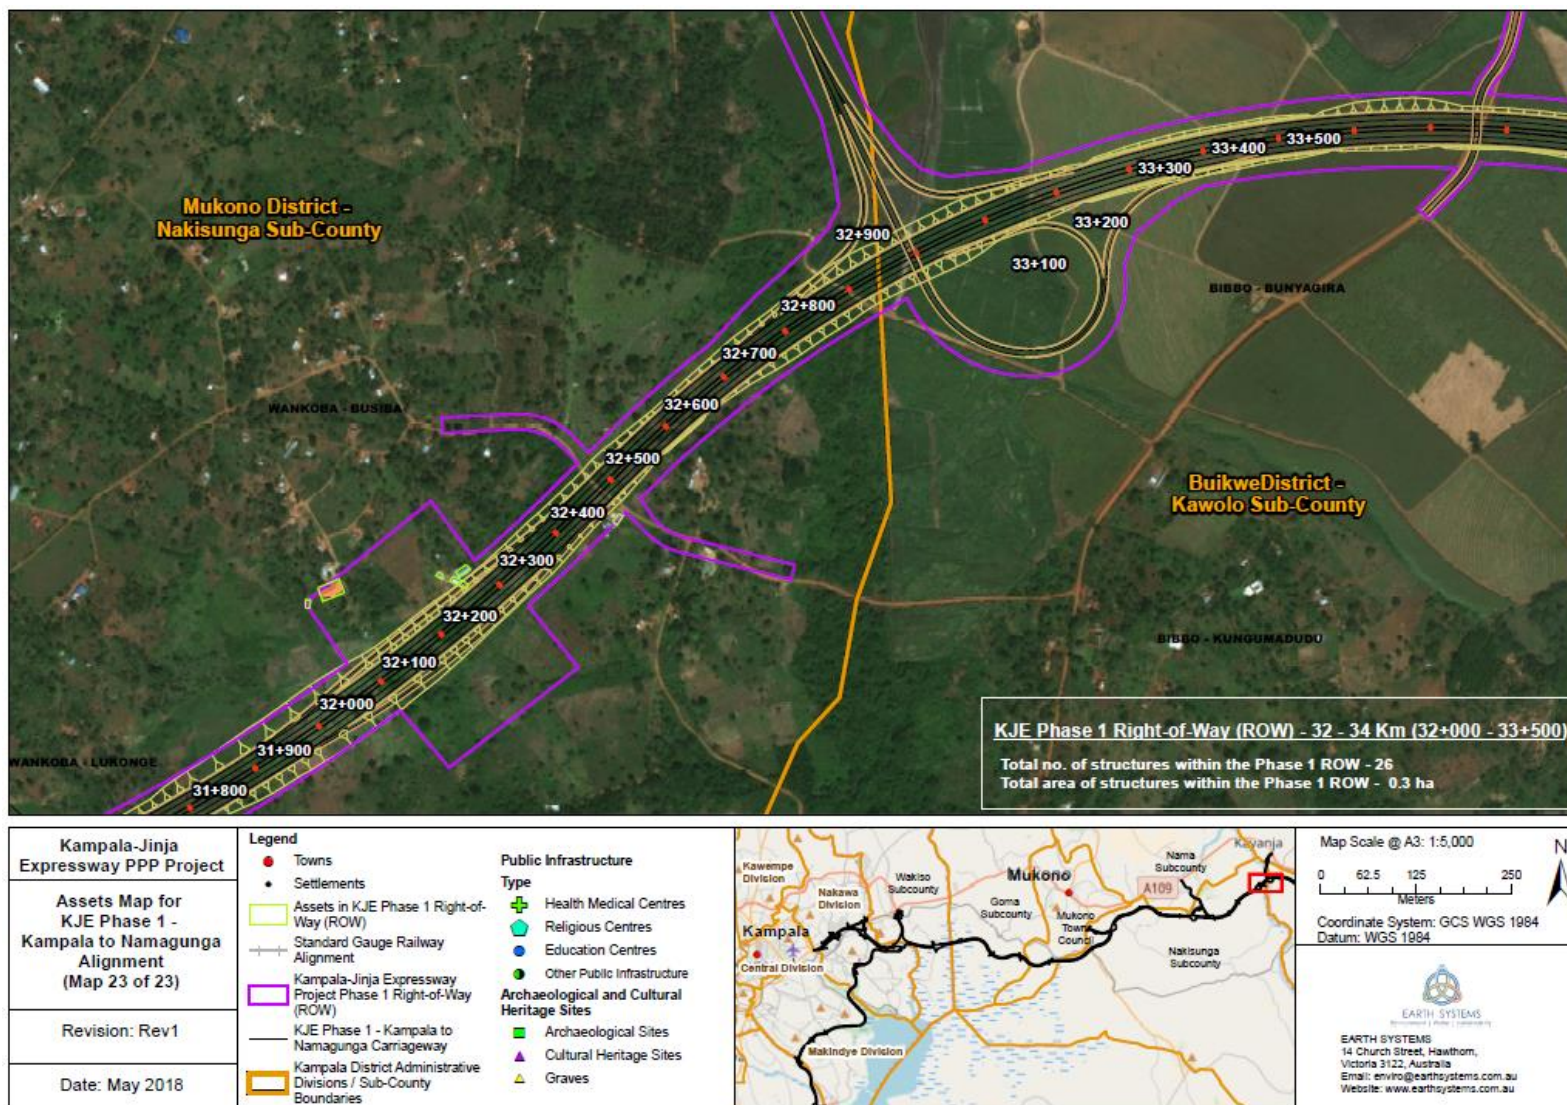 Mukono District -
Nakisunga Sub-County
33+500
33+400
33+300
33+200
32+900
33+100
BIBBO - BUNYAGIRA
32+800
32+700
WANKOBA - BUSIBA
32+600
32+500
BuikweDistrict -
Kawolo Sub-County
32+400
32+300
32+200
BIBBO - KUNGUMADUDU
32+100
32+000
31+900
WANKOBA - LUKONGE
31+800
KJE Phase 1 Right-of-Way (ROW) - 32 - 34 Km (32+000 - 33+500)
Total no. of structures within the Phase 1 ROW - 26
Total area of structures within the Phase 1 ROW - 0.3 ha
Kampala-Jinja
Expressway PPP Project
Assets Map for
KJE Phase 1 -
Kampala to Namagunga
Alignment
(Map 23 of 23)
Revision: Rev1
Date: May 2018
Legend
Towns
Settlements
Assets in KJE Phase 1 Right-of-
Way (ROW)
Standard Gauge Railway
Alignment
Kampala-Jinja Expressway
Project Phase 1 Right-of-Way
(ROW)
KJE Phase 1 - Kampala to
Namagunga Carriageway
Kampala District Administrative
Divisions / Sub-County
Boundaries
Public Infrastructure
Type
Health Medical Centres
Religious Centres
Education Centres
Other Public Infrastructure
Archaeological and Cultural
Heritage Sites
Archaeological Sites
Cultural Heritage Sites
Graves
Kawempe
Division
Nakawa
Division
Wakiso
Subcounty
Mukono
Nama
Subcounty
Kayanja
A109
Goma
Subcounty
Mukono
Town
Council
Kampala
Central Division
Nakisunga
Subcounty
Makindye Division
Map Scale @ A3: 1:5,000
0 62.5 125 250
Meters
N
Coordinate System: GCS WGS 1984
Datum: WGS 1984
EARTH SYSTEMS
EARTH SYSTEMS
14 Church Street, Hawthorn,
Victoria 3122, Australia
Email: enviro@earthsystems.com.au
Website: www.earthsystems.com.au